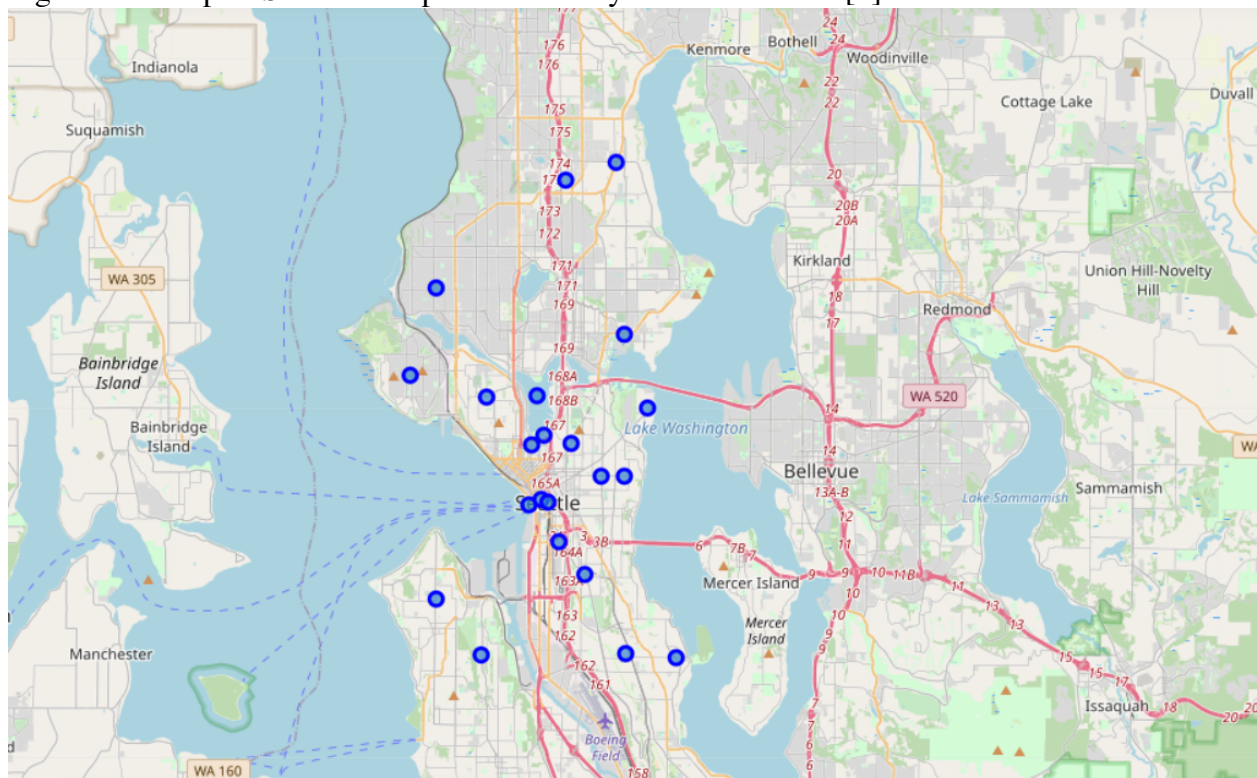 177
24
24
Kenmore
Bothell
176
176
Woodinville
Indianola
22
22
Cottage Lake
Duvall
175
175
Suquamish
174
20
173
20B
20A
172
171
171
Kirkland
Union Hill-Novelty
Hill
WA 305
169
18
17
Redmond
169
Bainbridge
Island
168A
168B
WA 520
14
167
Lake Washington
Bainbridge
Island
167
14
Bellevue
165A
13A-B
Sammamish
Lake Sammamish
12
3
3B
6
7B
7
11
164A
9
9
10
11B
11
163A
Mercer Island
10
10
13
13
163
Mercer
Island
9
9
162
Manchester
162
15
15
17
161
7
7
Issaquah
18
20
Boeing
Field
7
6
6
WA 160
158